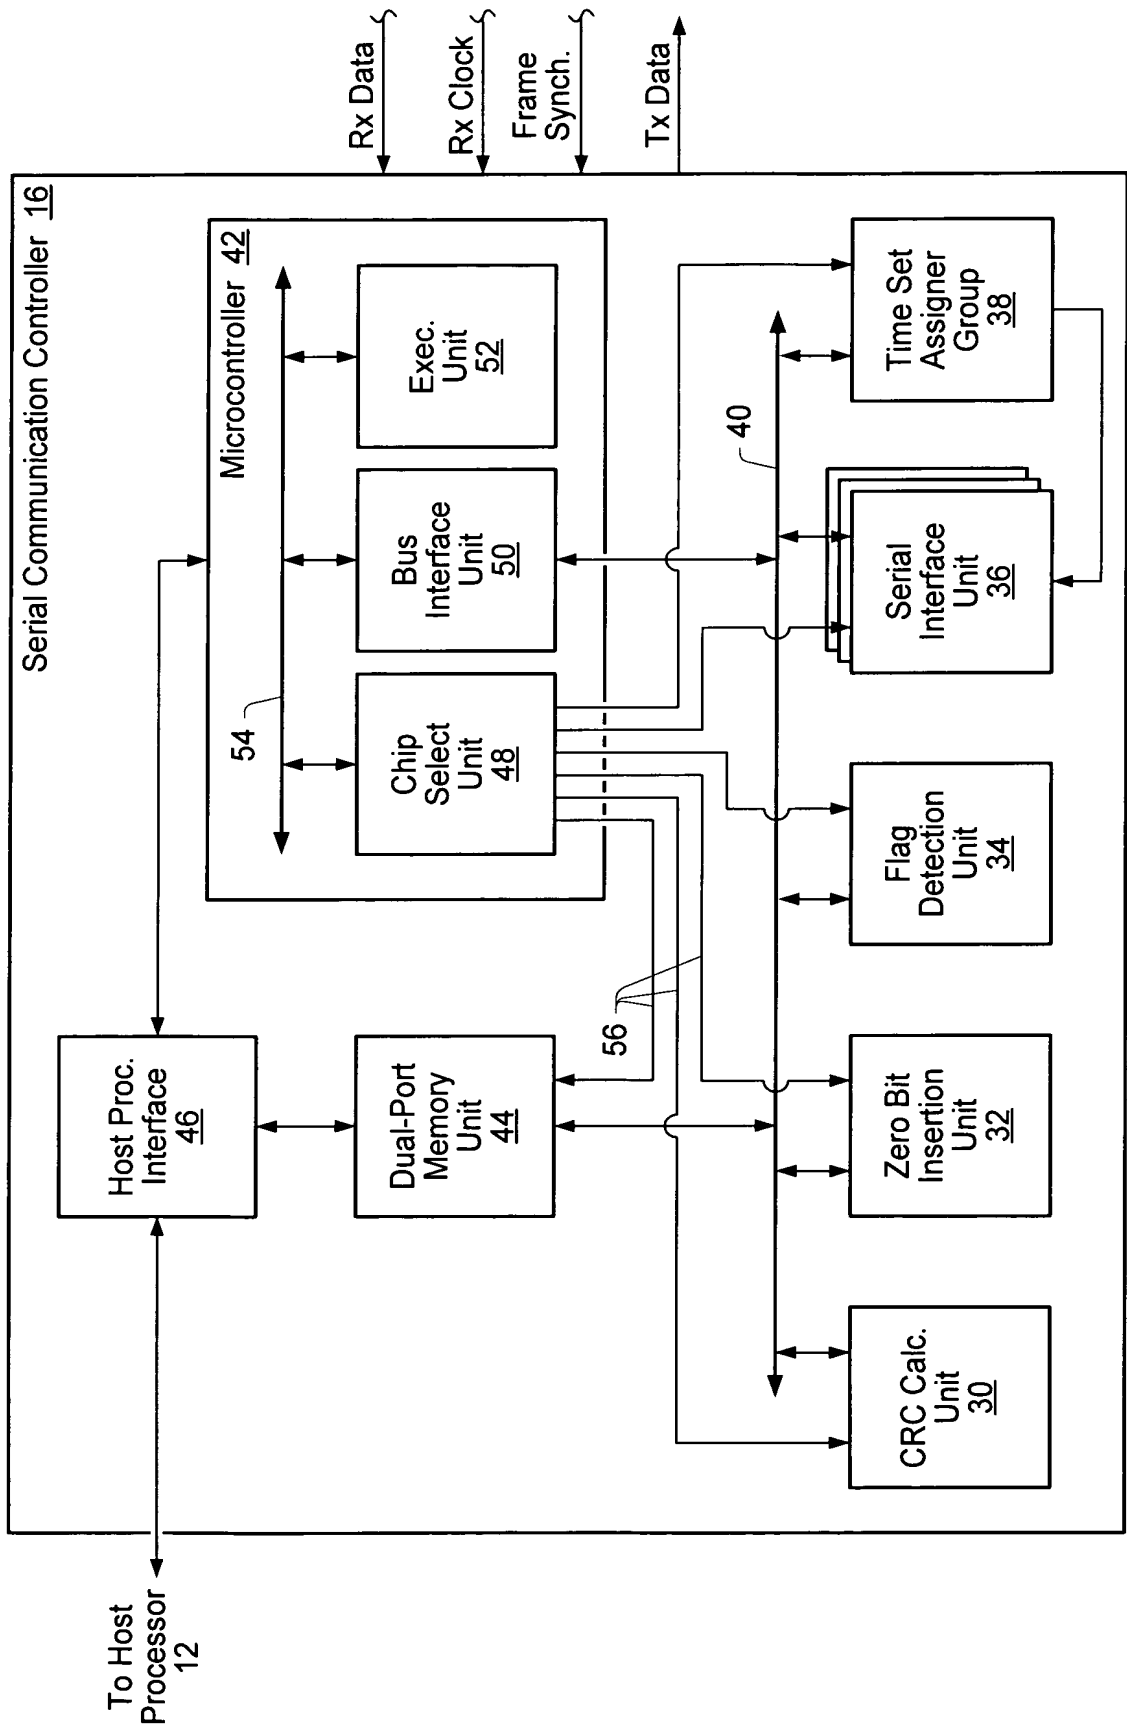 Serial Communication Controller 16
To Host
Processor
12
Host Proc.
Interface
46
Microcontroller 42
54
Dual-Port
Memory
Unit
44
Chip
Select
Unit
48
Bus
Interface
Unit
50
Exec.
Unit
52
Rx Data
Rx Clock
Frame
Synch.
Tx Data
56
40
CRC Calc.
Unit
30
Zero Bit
Insertion
Unit
32
Flag
Detection
Unit
34
Serial
Interface
Unit
36
Time Set
Assigner
Group
38